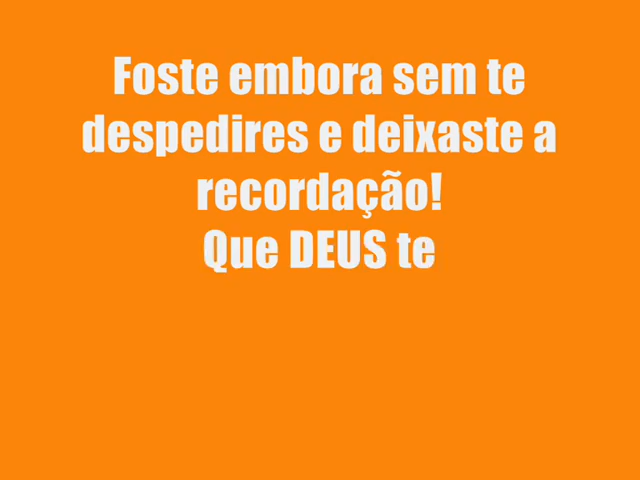 Foste embora sem te
despedires e deixaste a
recordação!
Que DEUS te